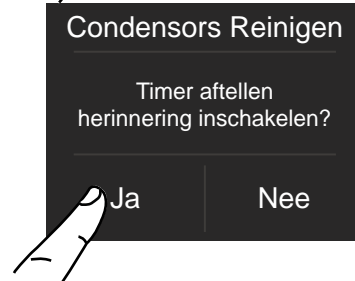 Condensors Reinigen
Timer aftellen
herinnering inschakelen?
Ja
Nee